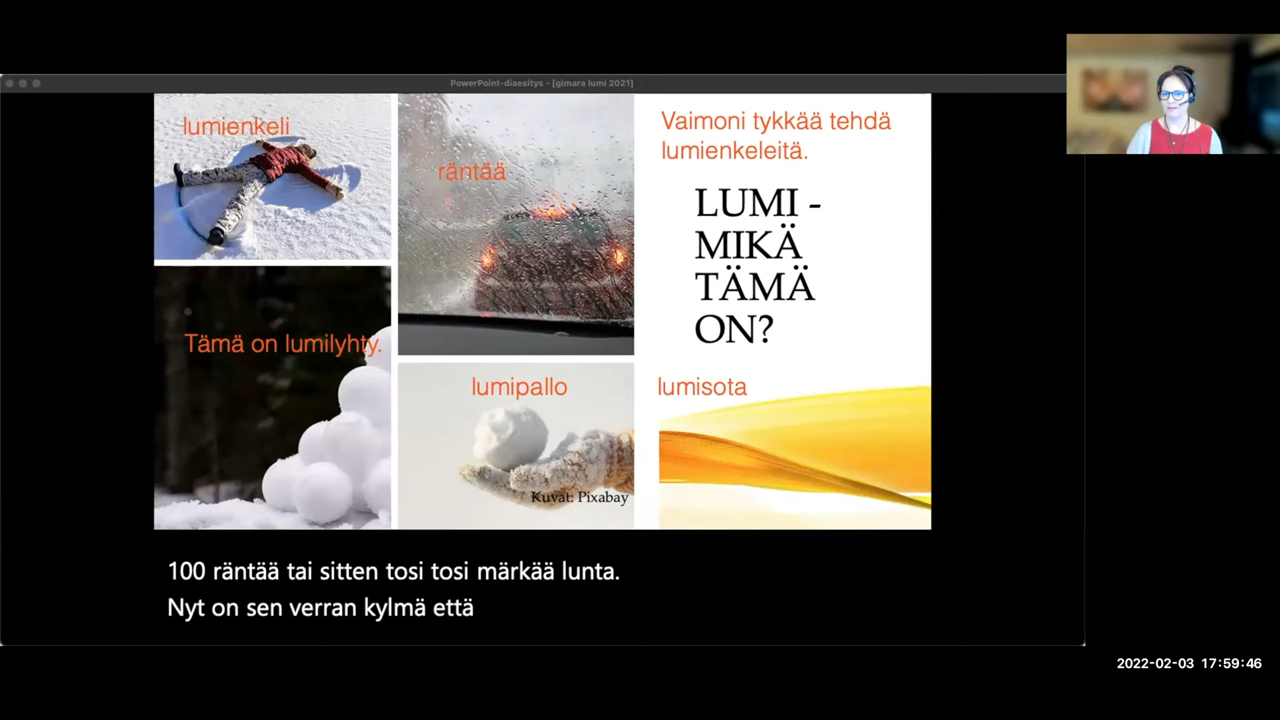 PowerPoint-diaesitys - [gimara lumi 2021]
lumienkeli
räntää
Vaimoni tykkää tehdä
lumienkeleitä.
LUMI -
MIKÄ
TÄMÄ
ON?
Tämä on lumilyhty.
lumipallo
lumisota
Kuvat: Pixabay
100 räntää tai sitten tosi tosi märkää lunta.
Nyt on sen verran kylmä että
2022-02-03 17:59:46